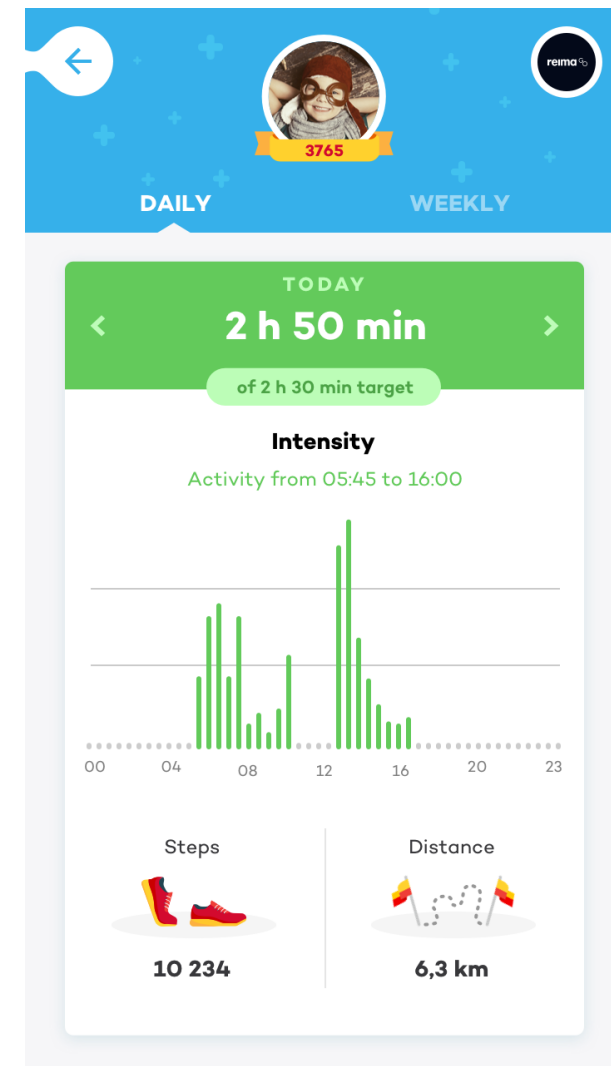 reima
3765
DAILY
WEEKLY
TODAY
2 h 50 min
of 2 h 30 min target
Intensity
Activity from 05:45 to 16:00
00 04 08 12 16 20 23
Steps
Distance
10 234
6,3 km